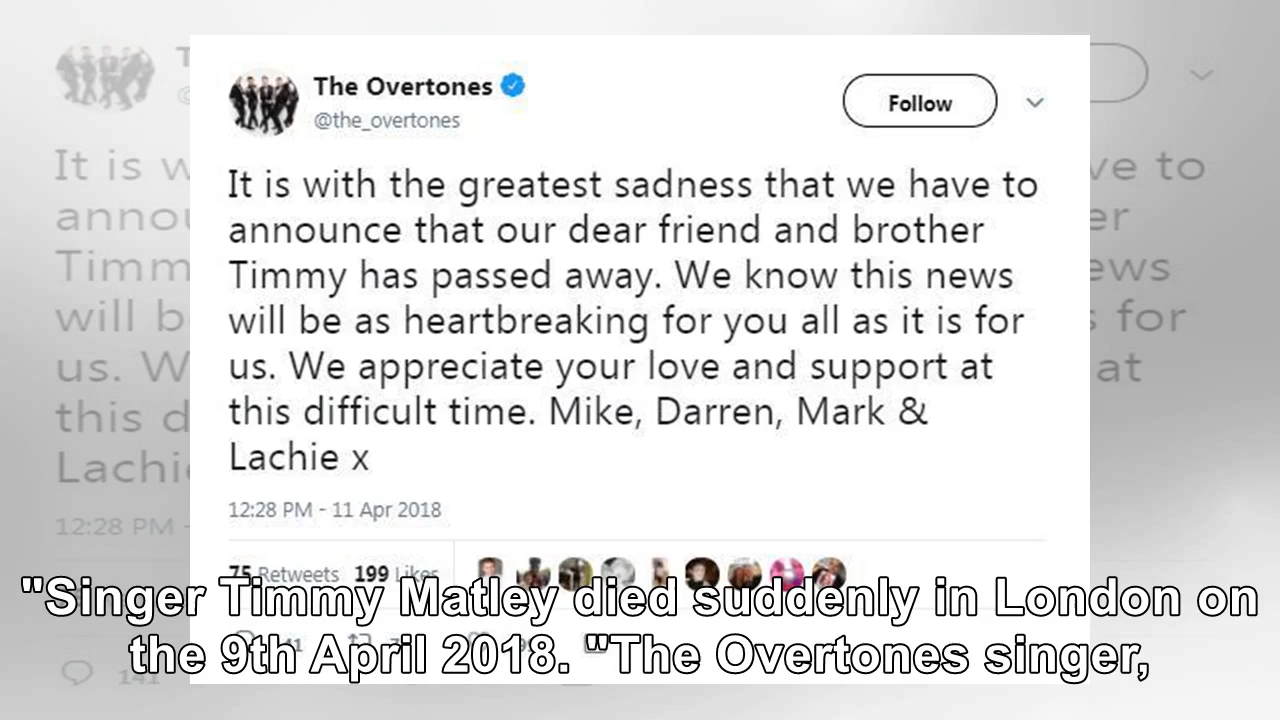 The Overtones
@the_overtones
Follow
It is with the greatest sadness that we have to
announce that our dear friend and brother
Timmy has passed away. We know this news
will be as heartbreaking for you all as it is for
us. We appreciate your love and support at
this difficult time. Mike, Darren, Mark &
Lachie x
12:28 PM - 11 Apr 2018
75 Retweets 199 Likes
"Singer Timmy Matley died suddenly in London on
the 9th April 2018. "The Overtones singer,